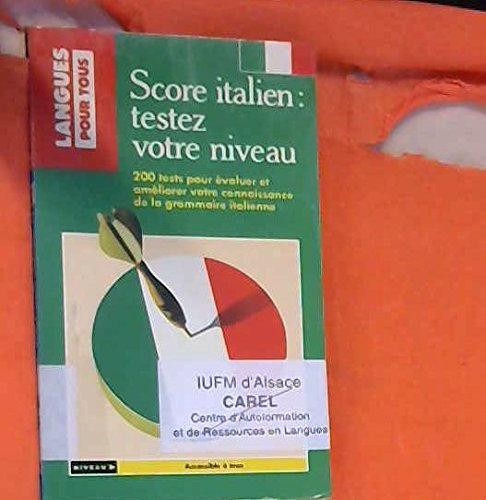 LANGUES
POUR TOUS
Score italien :
testez
votre niveau
200 tests pour évaluer et
améliorer votre connaissance
de la grammaire italienne
IUFM d'Alsace
CAREL
Centre d'Autoformation
et de Ressources en Langues
NIVEAU
Accessible à tous